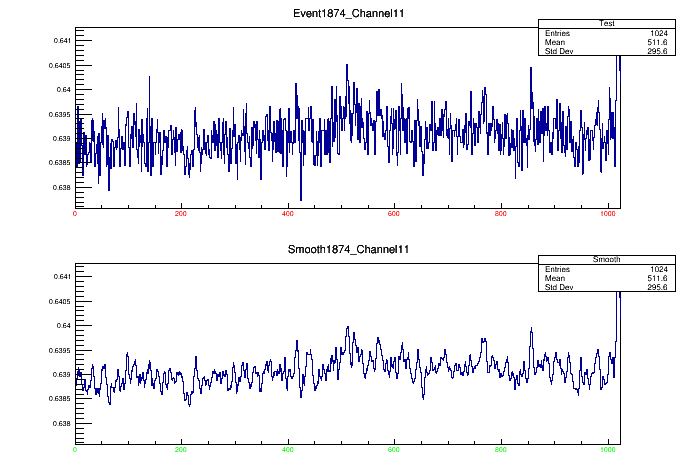 Event1874_Channel11
Test
Entries 1024
Mean 511.6
Std Dev 295.6
0.641
0.6405
0.64
0.6395
0.639
0.6385
0.638
0 200 400 600 800 1000
Smooth1874_Channel11
Smooth
Entries 1024
Mean 511.6
Std Dev 295.6
0.641
0.6405
0.64
0.6395
0.639
0.6385
0.638
0 200 400 600 800 1000